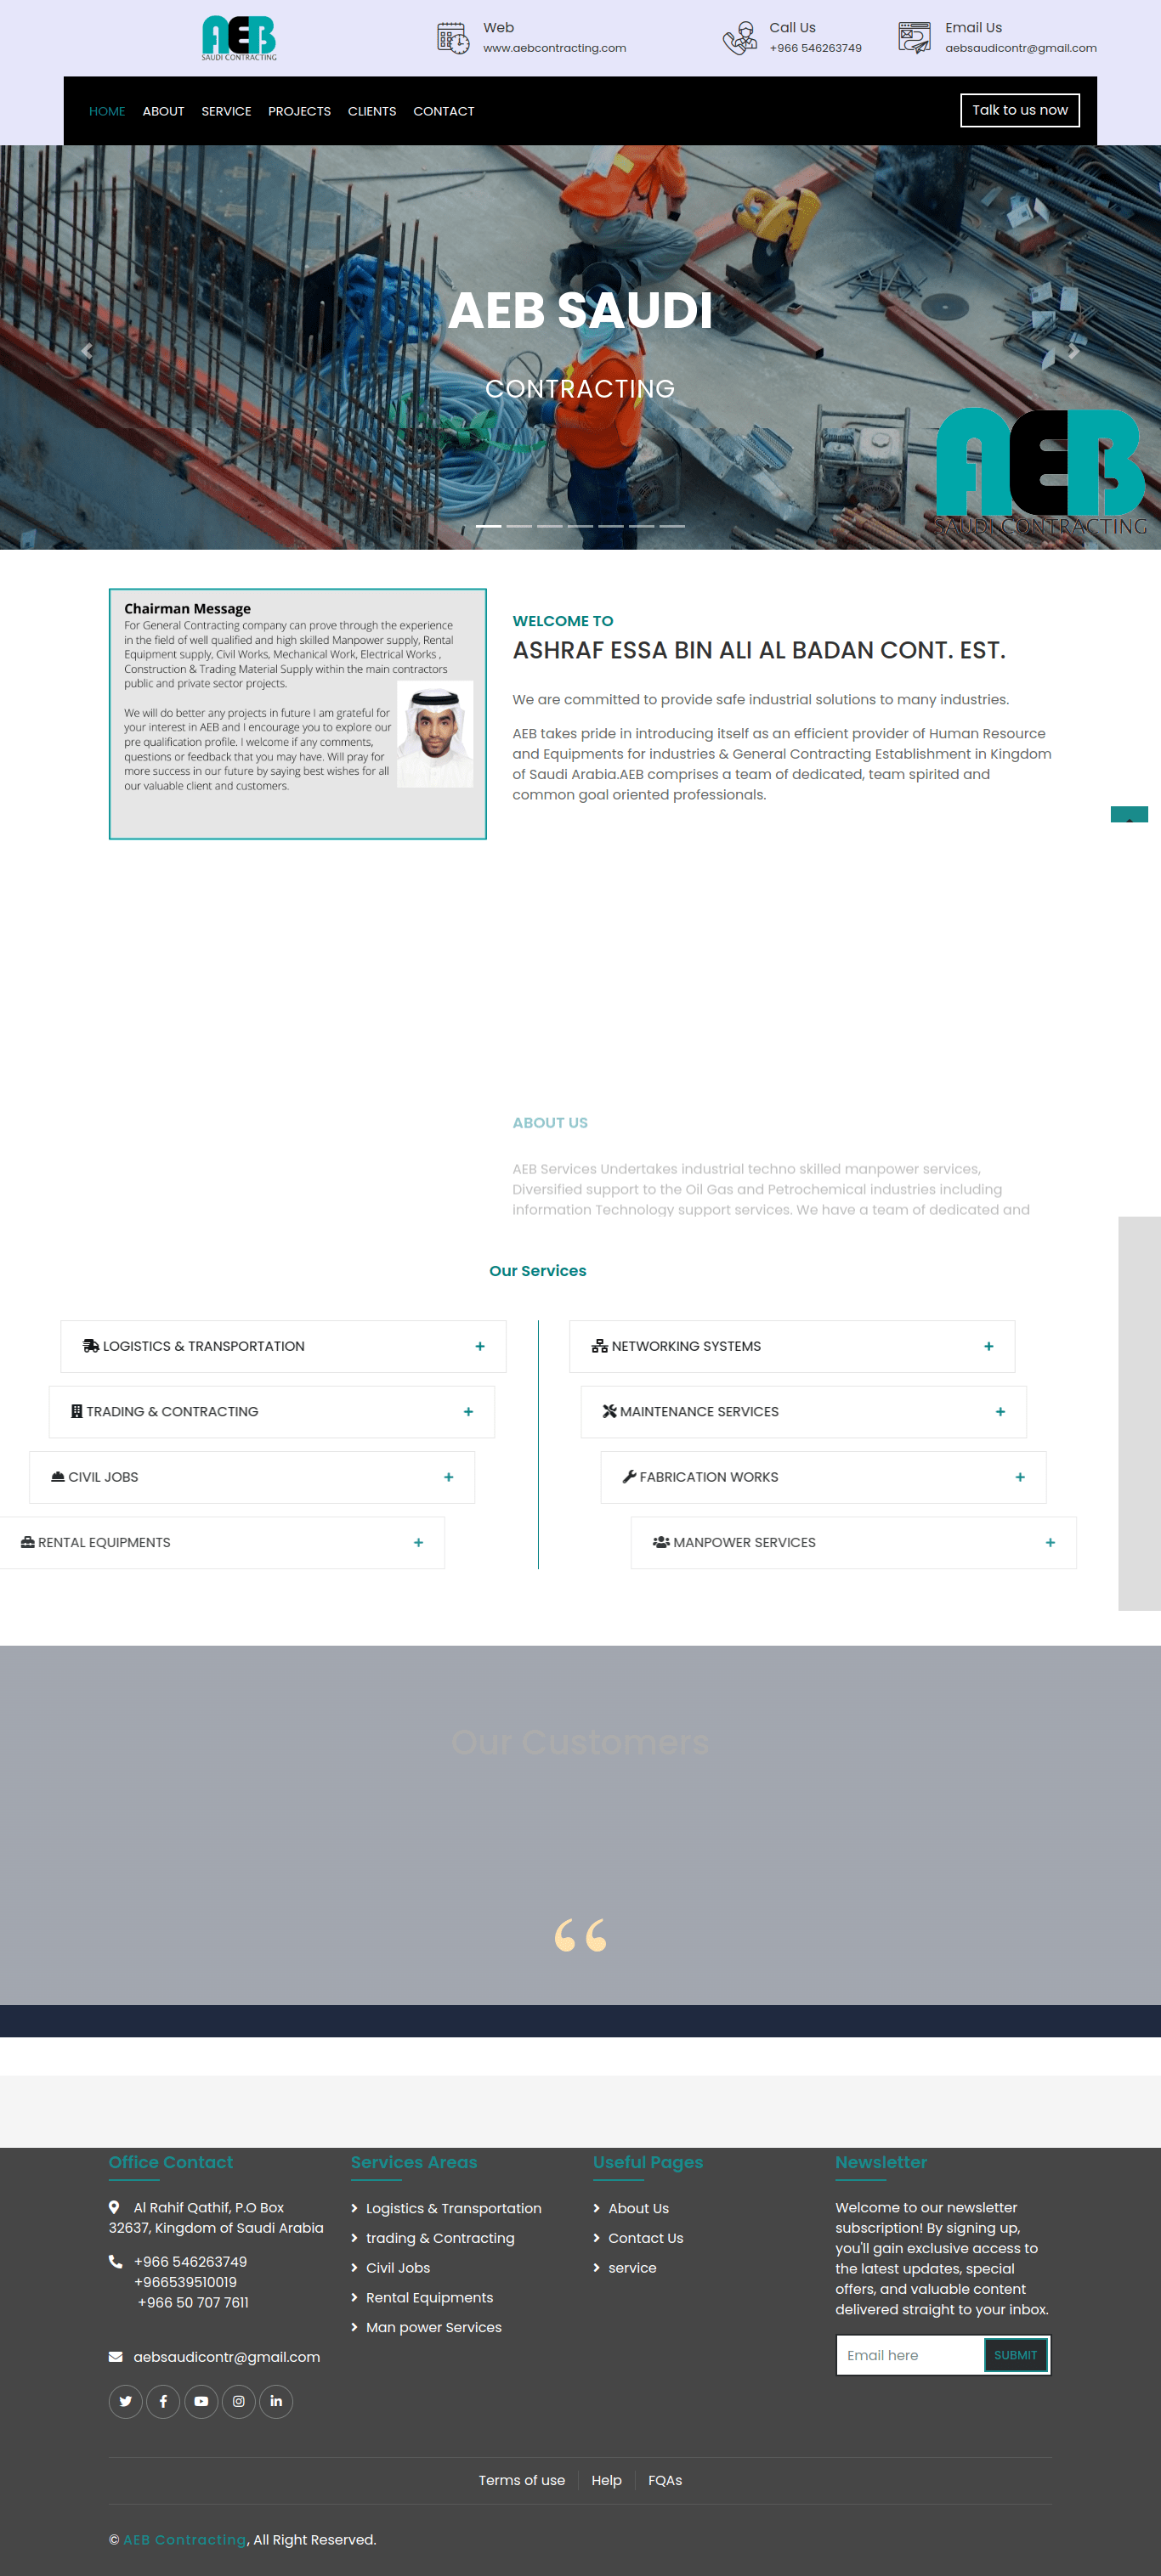 AEB
SAUDI CONTRACTING
Web
www.aebcontracting.com
Call Us
+966 546263749
Email Us
aebsaudicontr@gmail.com
HOME ABOUT SERVICE PROJECTS CLIENTS CONTACT
Talk to us now
AEB SAUDI
CONTRACTING
AEB
SAUDI CONTRACTING
Chairman Message
For General Contracting company can prove through the experience
in the field of well qualified and high skilled Manpower supply, Rental
Equipment supply, Civil Works, Mechanical Work, Electrical Works ,
Construction & Trading Material Supply within the main contractors
public and private sector projects.
We will do better any projects in future I am grateful for
your interest in AEB and I encourage you to explore our
pre qualification profile. I welcome if any comments,
questions or feedback that you may have. Will pray for
more success in our future by saying best wishes for all
our valuable client and customers.
WELCOME TO
ASHRAF ESSA BIN ALI AL BADAN CONT. EST.
We are committed to provide safe industrial solutions to many industries.
AEB takes pride in introducing itself as an efficient provider of Human Resource
and Equipments for industries & General Contracting Establishment in Kingdom
of Saudi Arabia.AEB comprises a team of dedicated, team spirited and
common goal oriented professionals.
ABOUT US
AEB Services Undertakes industrial techno skilled manpower services,
Diversified support to the Oil Gas and Petrochemical industries including
information Technology support services. We have a team of dedicated and
Our Services
LOGISTICS & TRANSPORTATION +
NETWORKING SYSTEMS +
TRADING & CONTRACTING +
MAINTENANCE SERVICES +
CIVIL JOBS +
FABRICATION WORKS +
RENTAL EQUIPMENTS +
MANPOWER SERVICES +
Our Customers
“
Office Contact
Al Rahif Qathif, P.O Box
32637, Kingdom of Saudi Arabia
+966 546263749
+966539510019
+966 50 707 7611
aebsaudicontr@gmail.com
Services Areas
Logistics & Transportation
trading & Contracting
Civil Jobs
Rental Equipments
Man power Services
Useful Pages
About Us
Contact Us
service
Newsletter
Welcome to our newsletter
subscription! By signing up,
you'll gain exclusive access to
the latest updates, special
offers, and valuable content
delivered straight to your inbox.
Email here
SUBMIT
Terms of use Help FQAs
© AEB Contracting, All Right Reserved.